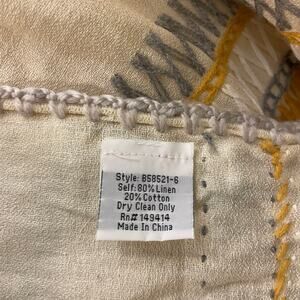 Style: B58521-6
Self: 80% Linen
20% Cotton
Dry Clean Only
Rn# 149414
Made In China